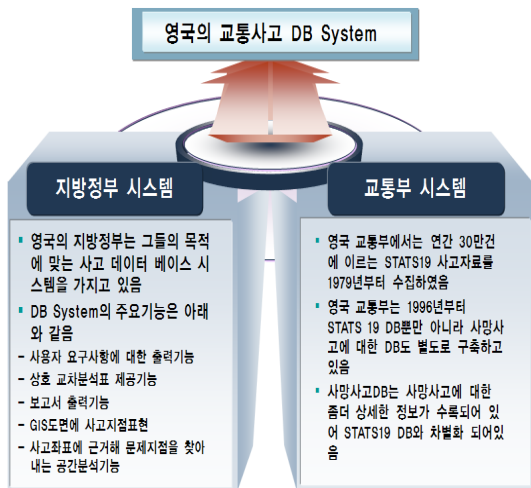 영국의 교통사고 DB System
지방정부 시스템
▪ 영국의 지방정부는 그들의 목적
에 맞는 사고 데이터 베이스 시
스템을 가지고 있음
▪ DB System의 주요기능은 아래
와 같음
– 사용자 요구사항에 대한 출력기능
– 상호 교차분석표 제공기능
– 보고서 출력기능
– GIS도면에 사고지점표현
– 사고좌표에 근거해 문제지점을 찾아
내는 공간분석기능
교통부 시스템
▪ 영국 교통부에서는 연간 30만건
에 이르는 STATS19 사고자료를
1979년부터 수집하였음
▪ 영국 교통부는 1996년부터
STATS 19 DB뿐만 아니라 사망사
고에 대한 DB도 별도로 구축하고
있음
▪ 사망사고DB는 사망사고에 대한
좀더 상세한 정보가 수록되어 있
어 STATS19 DB와 차별화 되어있
음